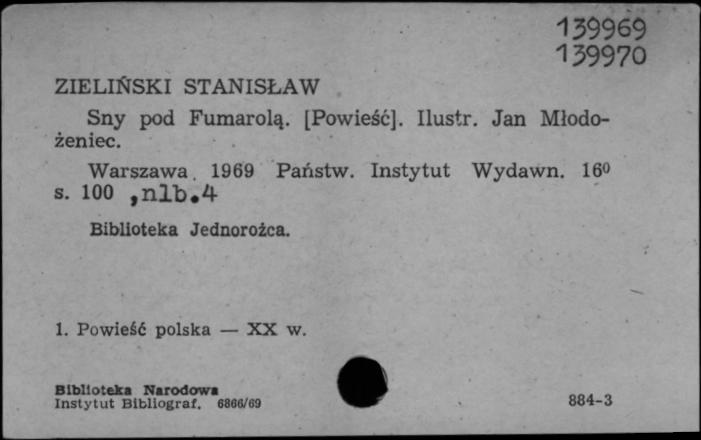 139969
139970
ZIELIŃSKI STANISŁAW
Sny pod Fumarolą. [Powieść]. Ilustr. Jan Młodo-
żeniec.
Warszawa 1969 Państw. Instytut Wydawn. 16⁰
s. 100 ,nlb.4
Biblioteka Jednorożca.
1. Powieść polska — XX w.
Biblioteka Narodowa
Instytut Bibliograf. 6866/69
884-3